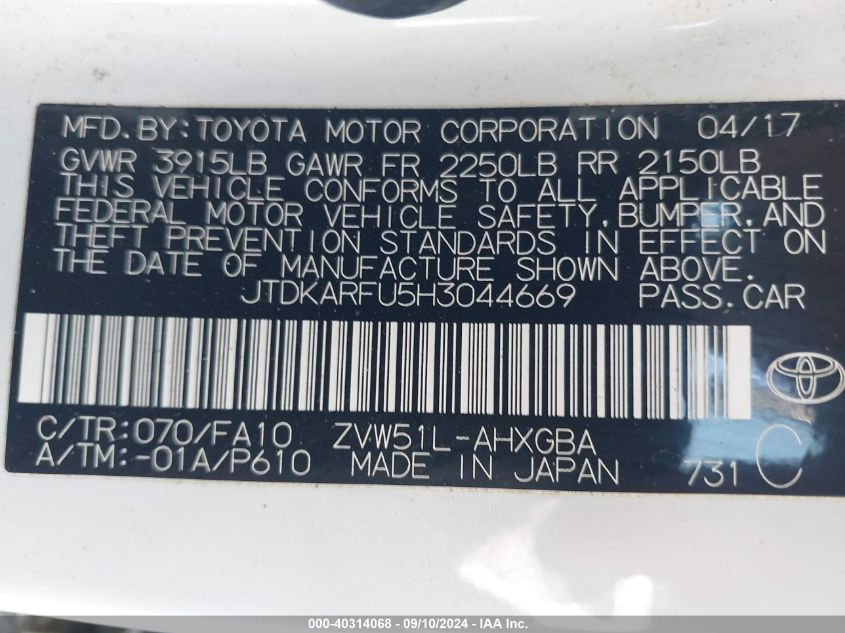 MFD.BY:TOYOTA MOTOR CORPORATION 04/17
GVWR 3915LB GAWR FR 2250LB RR 2150LB
THIS VEHICLE CONFORMS TO ALL APPLICABLE
FEDERAL MOTOR VEHICLE SAFETY,BUMPER,AND
THEFT PREVENTION STANDARDS IN EFFECT ON
THE DATE OF MANUFACTURE SHOWN ABOVE.
JTDKARFU5H3044669 PASS.CAR
C/TR:070/FA10 ZVW51L-AHXGBA
A/TM:-01A/P610 MADE IN JAPAN 731 C
000-40314068 - 09/10/2024 - IAAI.com